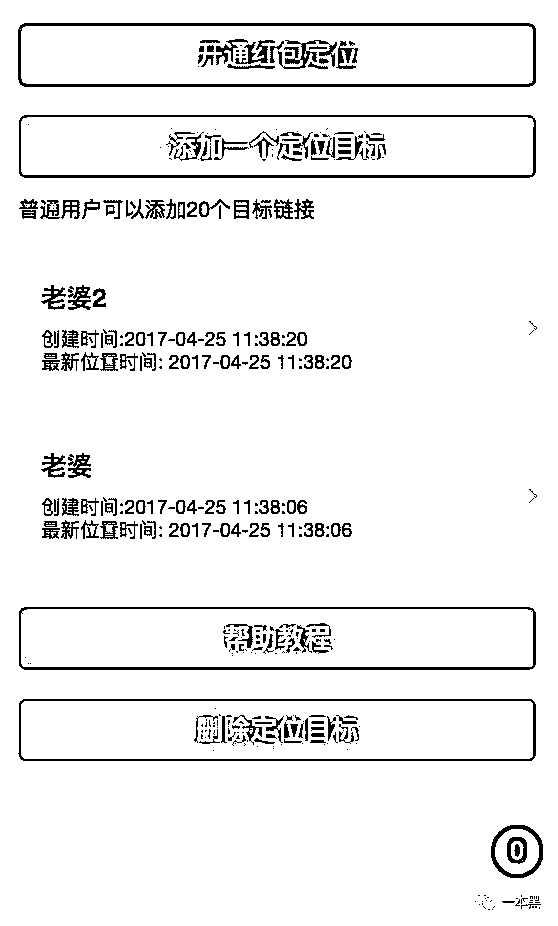 开通红包定位
添加一个定位目标
普通用户可以添加20个目标链接
老婆2
创建时间:2017-04-25 11:38:20
最新位置时间: 2017-04-25 11:38:20
老婆
创建时间:2017-04-25 11:38:06
最新位置时间: 2017-04-25 11:38:06
帮助教程
删除定位目标
0
一本黑